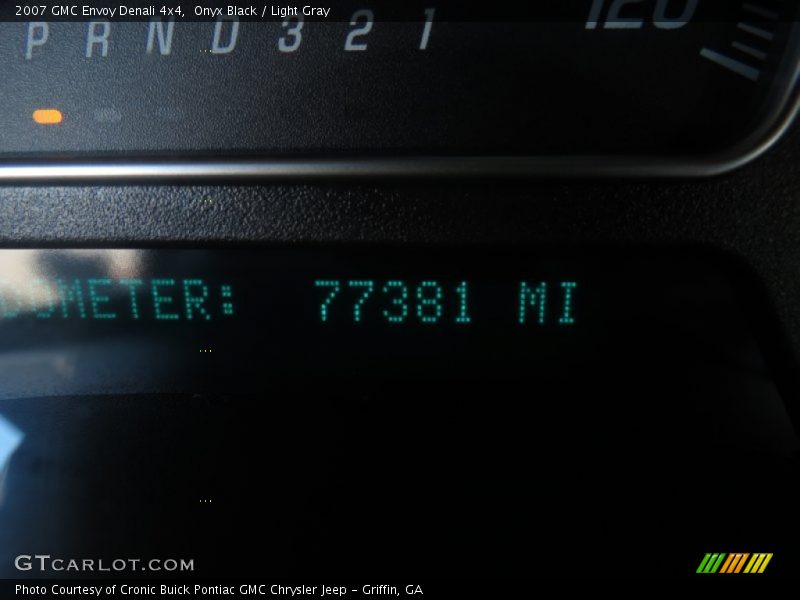 2007 GMC Envoy Denali 4x4, Onyx Black / Light Gray
P R N D 3 2 1
120
ODOMETER: 77381 MI
GTCARLOT.COM
Photo Courtesy of Cronic Buick Pontiac GMC Chrysler Jeep - Griffin, GA